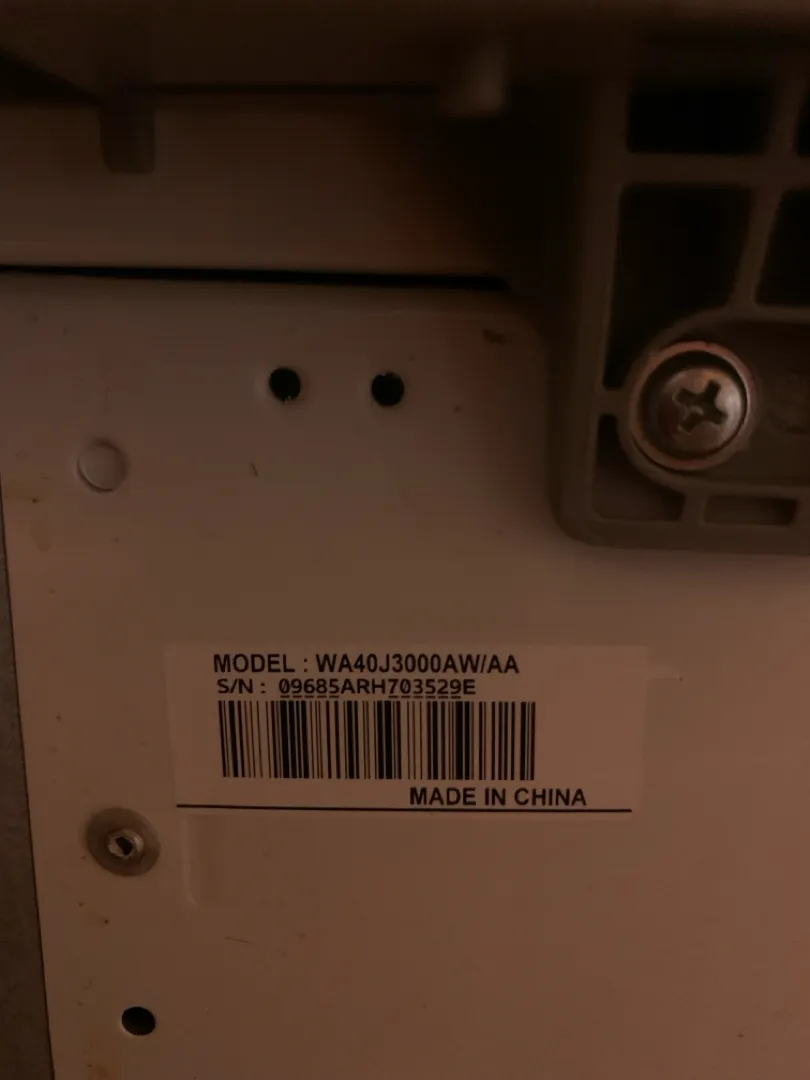 MODEL : WA40J3000AW/AA
S/N : 09685ARH703529E
MADE IN CHINA